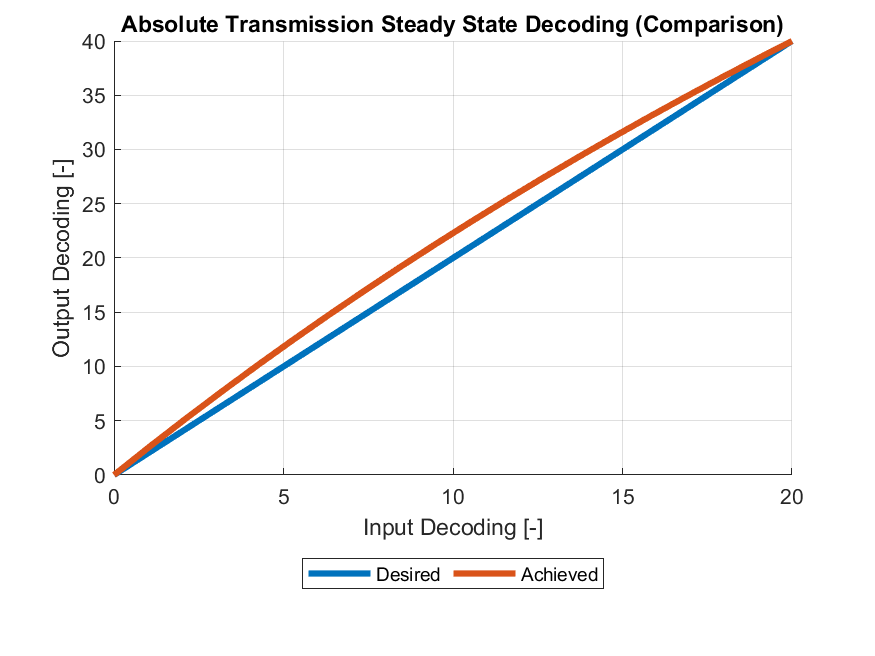 Absolute Transmission Steady State Decoding (Comparison)
40
35
30
25
20
15
10
5
0
Output Decoding [-]
0 5 10 15 20
Input Decoding [-]
Desired Achieved